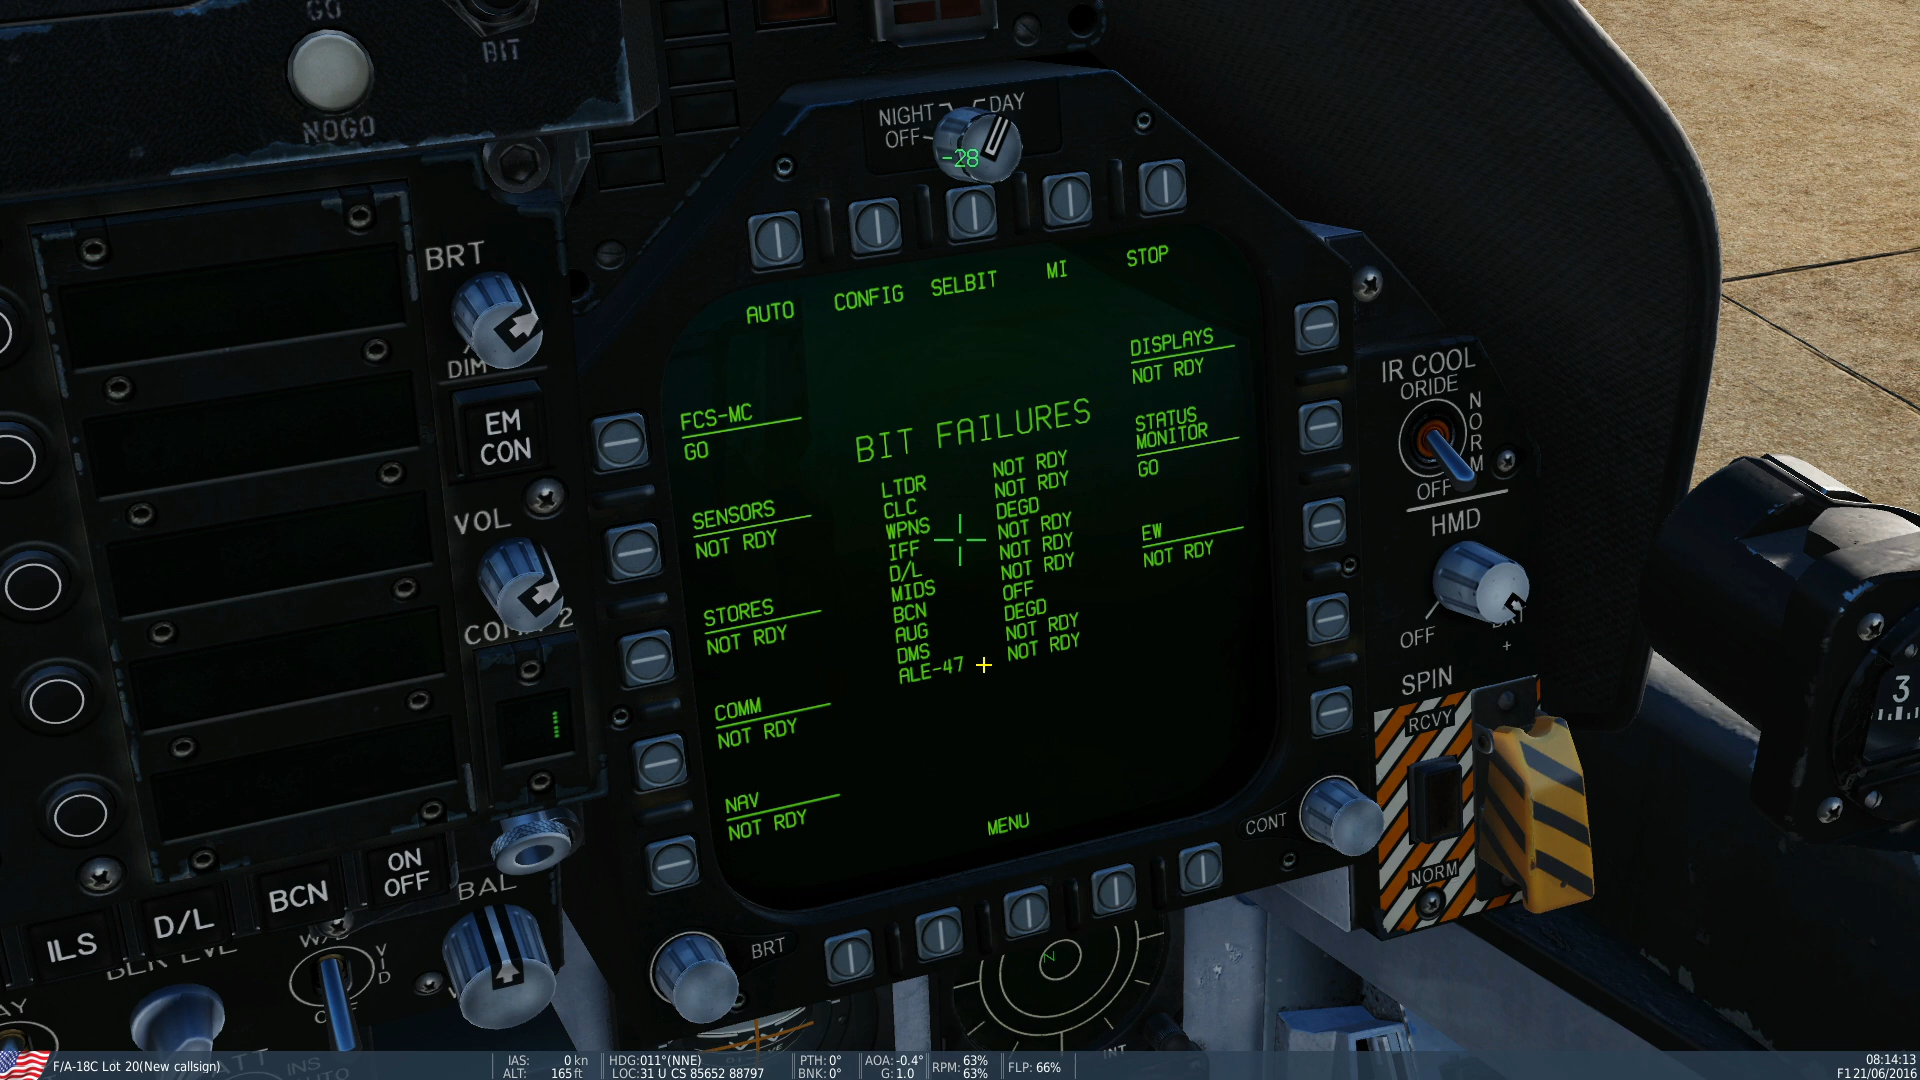 GO
BIT
NOGO
NIGHT
DAY
OFF
-28
BRT
DIM
EM
CON
VOL
COMM 2
ILS
D/L
BCN
ON
OFF
BAL
AUTO CONFIG SELBIT MI STOP
FCS-MC
GO
SENSORS
NOT RDY
STORES
NOT RDY
COMM
NOT RDY
NAV
NOT RDY
BIT FAILURES
LTDR NOT RDY
CLC NOT RDY
WPNS DEGD
IFF NOT RDY
D/L NOT RDY
MIDS NOT RDY
BCN OFF
AUG DEGD
DMS NOT RDY
ALE-47 NOT RDY
DISPLAYS
NOT RDY
STATUS
MONITOR
GO
EW
NOT RDY
MENU
BRT
CONT
IR COOL
ORIDE
NORM
OFF
HMD
OFF
BRT
SPIN
RCVY
NORM
3
N
INT
INS
F/A-18C Lot 20(New callsign)
IAS: 0 kn
ALT: 165 ft
HDG:011°(NNE)
LOC:31 U CS 85652 88797
PTH: 0°
BNK: 0°
AOA: -0.4°
G: 1.0
RPM: 63%
63%
FLP: 66%
08:14:13
F1 21/06/2016